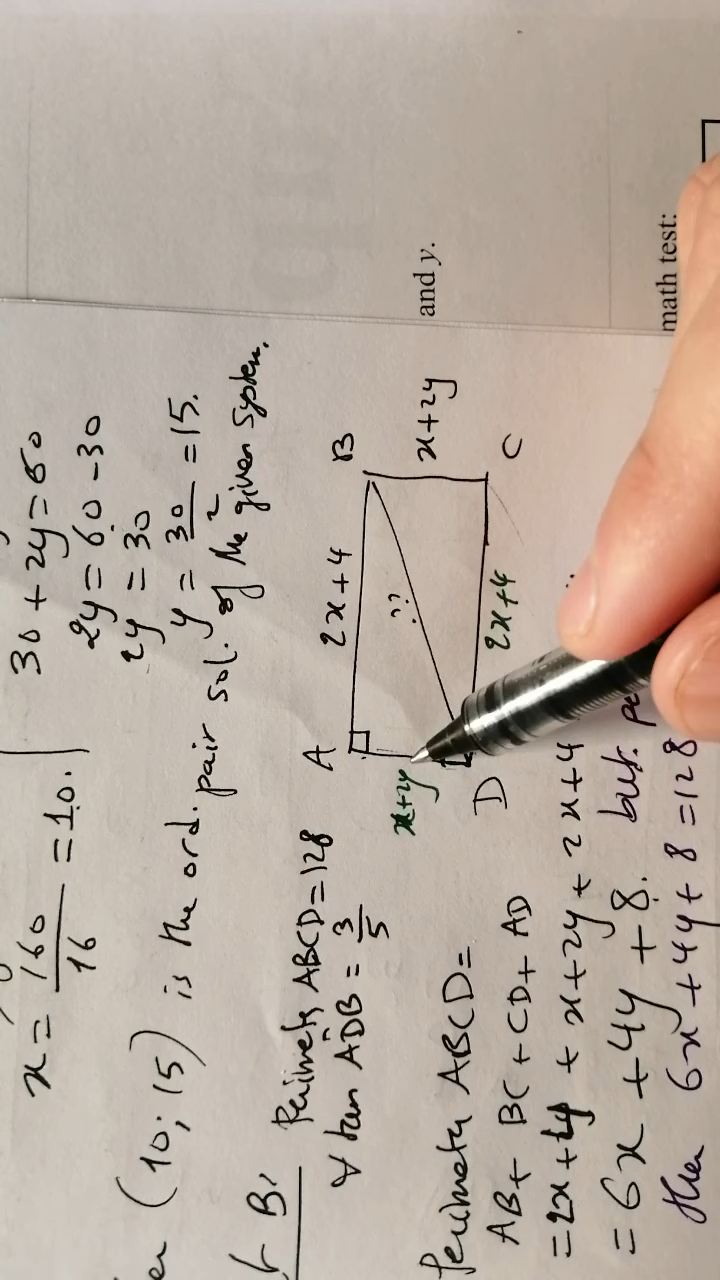 30 + 2y = 60
2y = 60 - 30
2y = 30
x = 160/16 = 10.
y = 30/2 = 15.
(10; 15) is the ord. pair sol. of the given system.
B,
Perimeter ABCD = 128
& tan ADB = 3/5
A
2x+4
B
x+2y
??
x+2y
D
2x+4
C
Perimeter ABCD =
AB + BC + CD + AD
= 2x+4 + x+2y + 2x+4
= 6x + 4y + 8. but
then 6x + 4y + 8 = 128
and y.
math test: